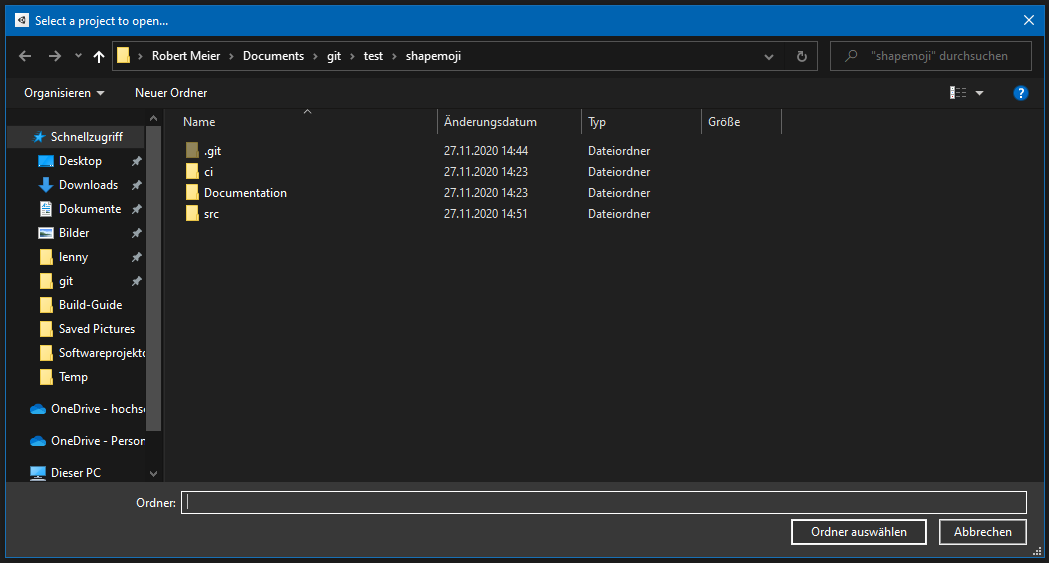 Select a project to open...
Robert Meier › Documents › git › test › shapemoji
"shapemoji" durchsuchen
Organisieren
Neuer Ordner
?
Name Änderungsdatum Typ Größe
.git 27.11.2020 14:44 Dateiordner
ci 27.11.2020 14:23 Dateiordner
Documentation 27.11.2020 14:23 Dateiordner
src 27.11.2020 14:51 Dateiordner
Schnellzugriff
Desktop
Downloads
Dokumente
Bilder
lenny
git
Build-Guide
Saved Pictures
Softwareprojekto
OneDrive - hochsc
OneDrive - Person
Temp
Dieser PC
Ordner:
Ordner auswählen
Abbrechen